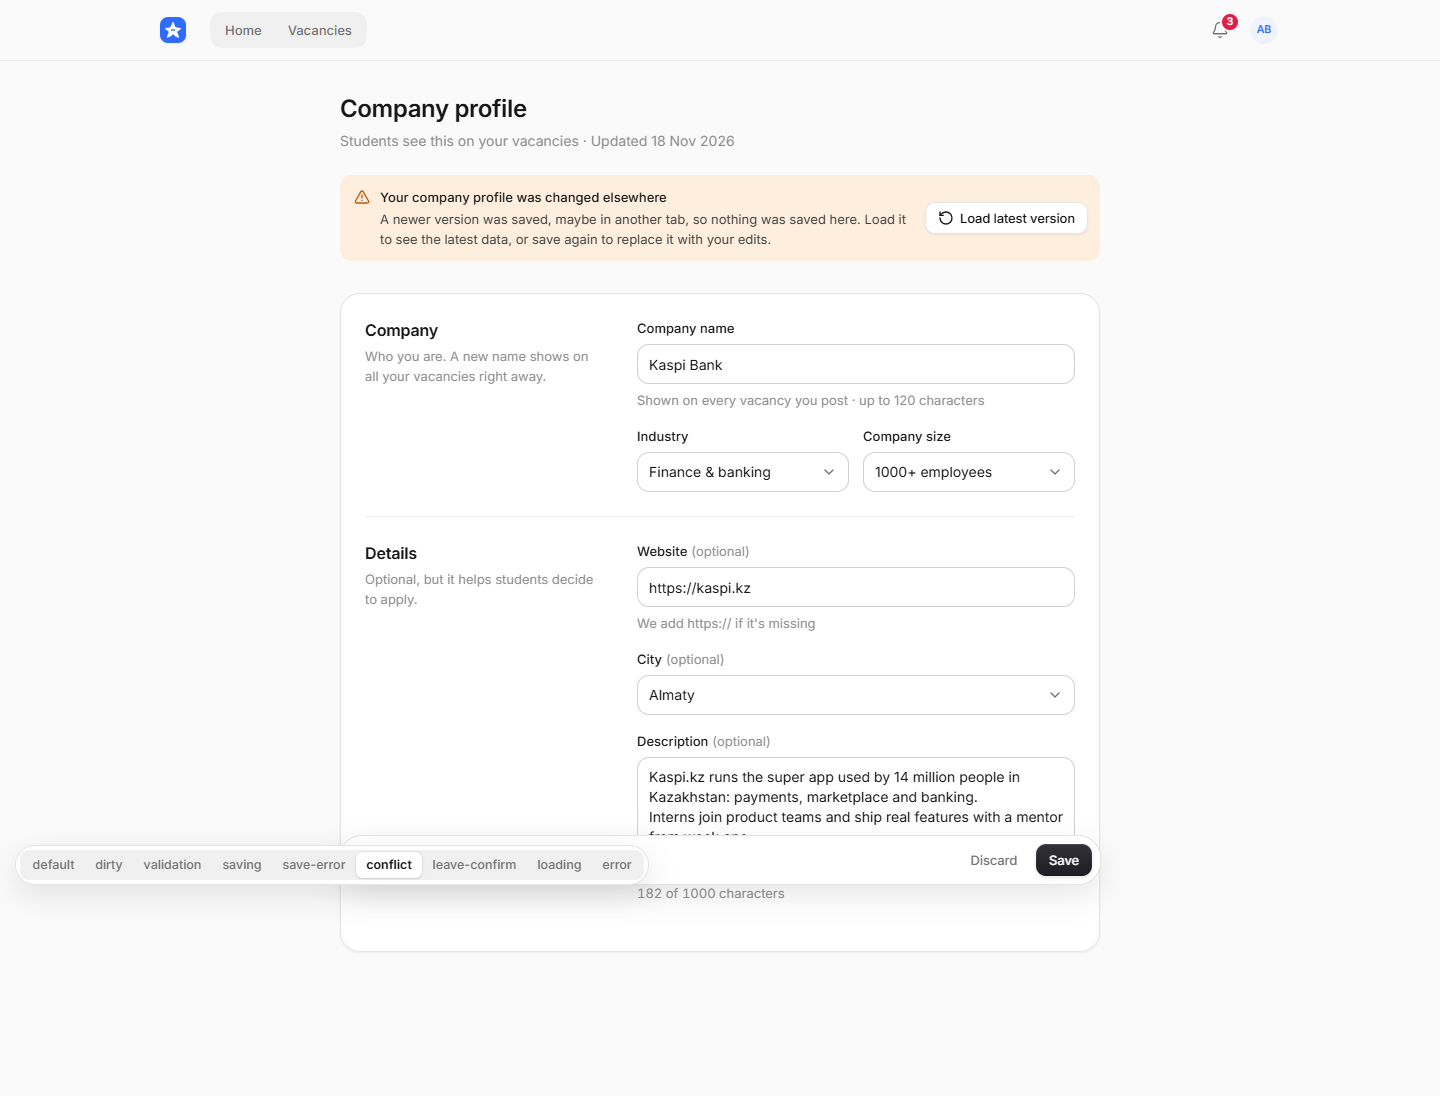 Home
Vacancies
3
AB
Company profile
Students see this on your vacancies · Updated 18 Nov 2026
Your company profile was changed elsewhere
A newer version was saved, maybe in another tab, so nothing was saved here. Load it
to see the latest data, or save again to replace it with your edits.
Load latest version
Company
Who you are. A new name shows on
all your vacancies right away.
Company name
Kaspi Bank
Shown on every vacancy you post · up to 120 characters
Industry
Company size
Finance & banking
1000+ employees
Details
Optional, but it helps students decide
to apply.
Website (optional)
https://kaspi.kz
We add https:// if it's missing
City (optional)
Almaty
Description (optional)
Kaspi.kz runs the super app used by 14 million people in
Kazakhstan: payments, marketplace and banking.
Interns join product teams and ship real features with a mentor
default
dirty
validation
saving
save-error
conflict
leave-confirm
loading
error
Discard
Save
182 of 1000 characters